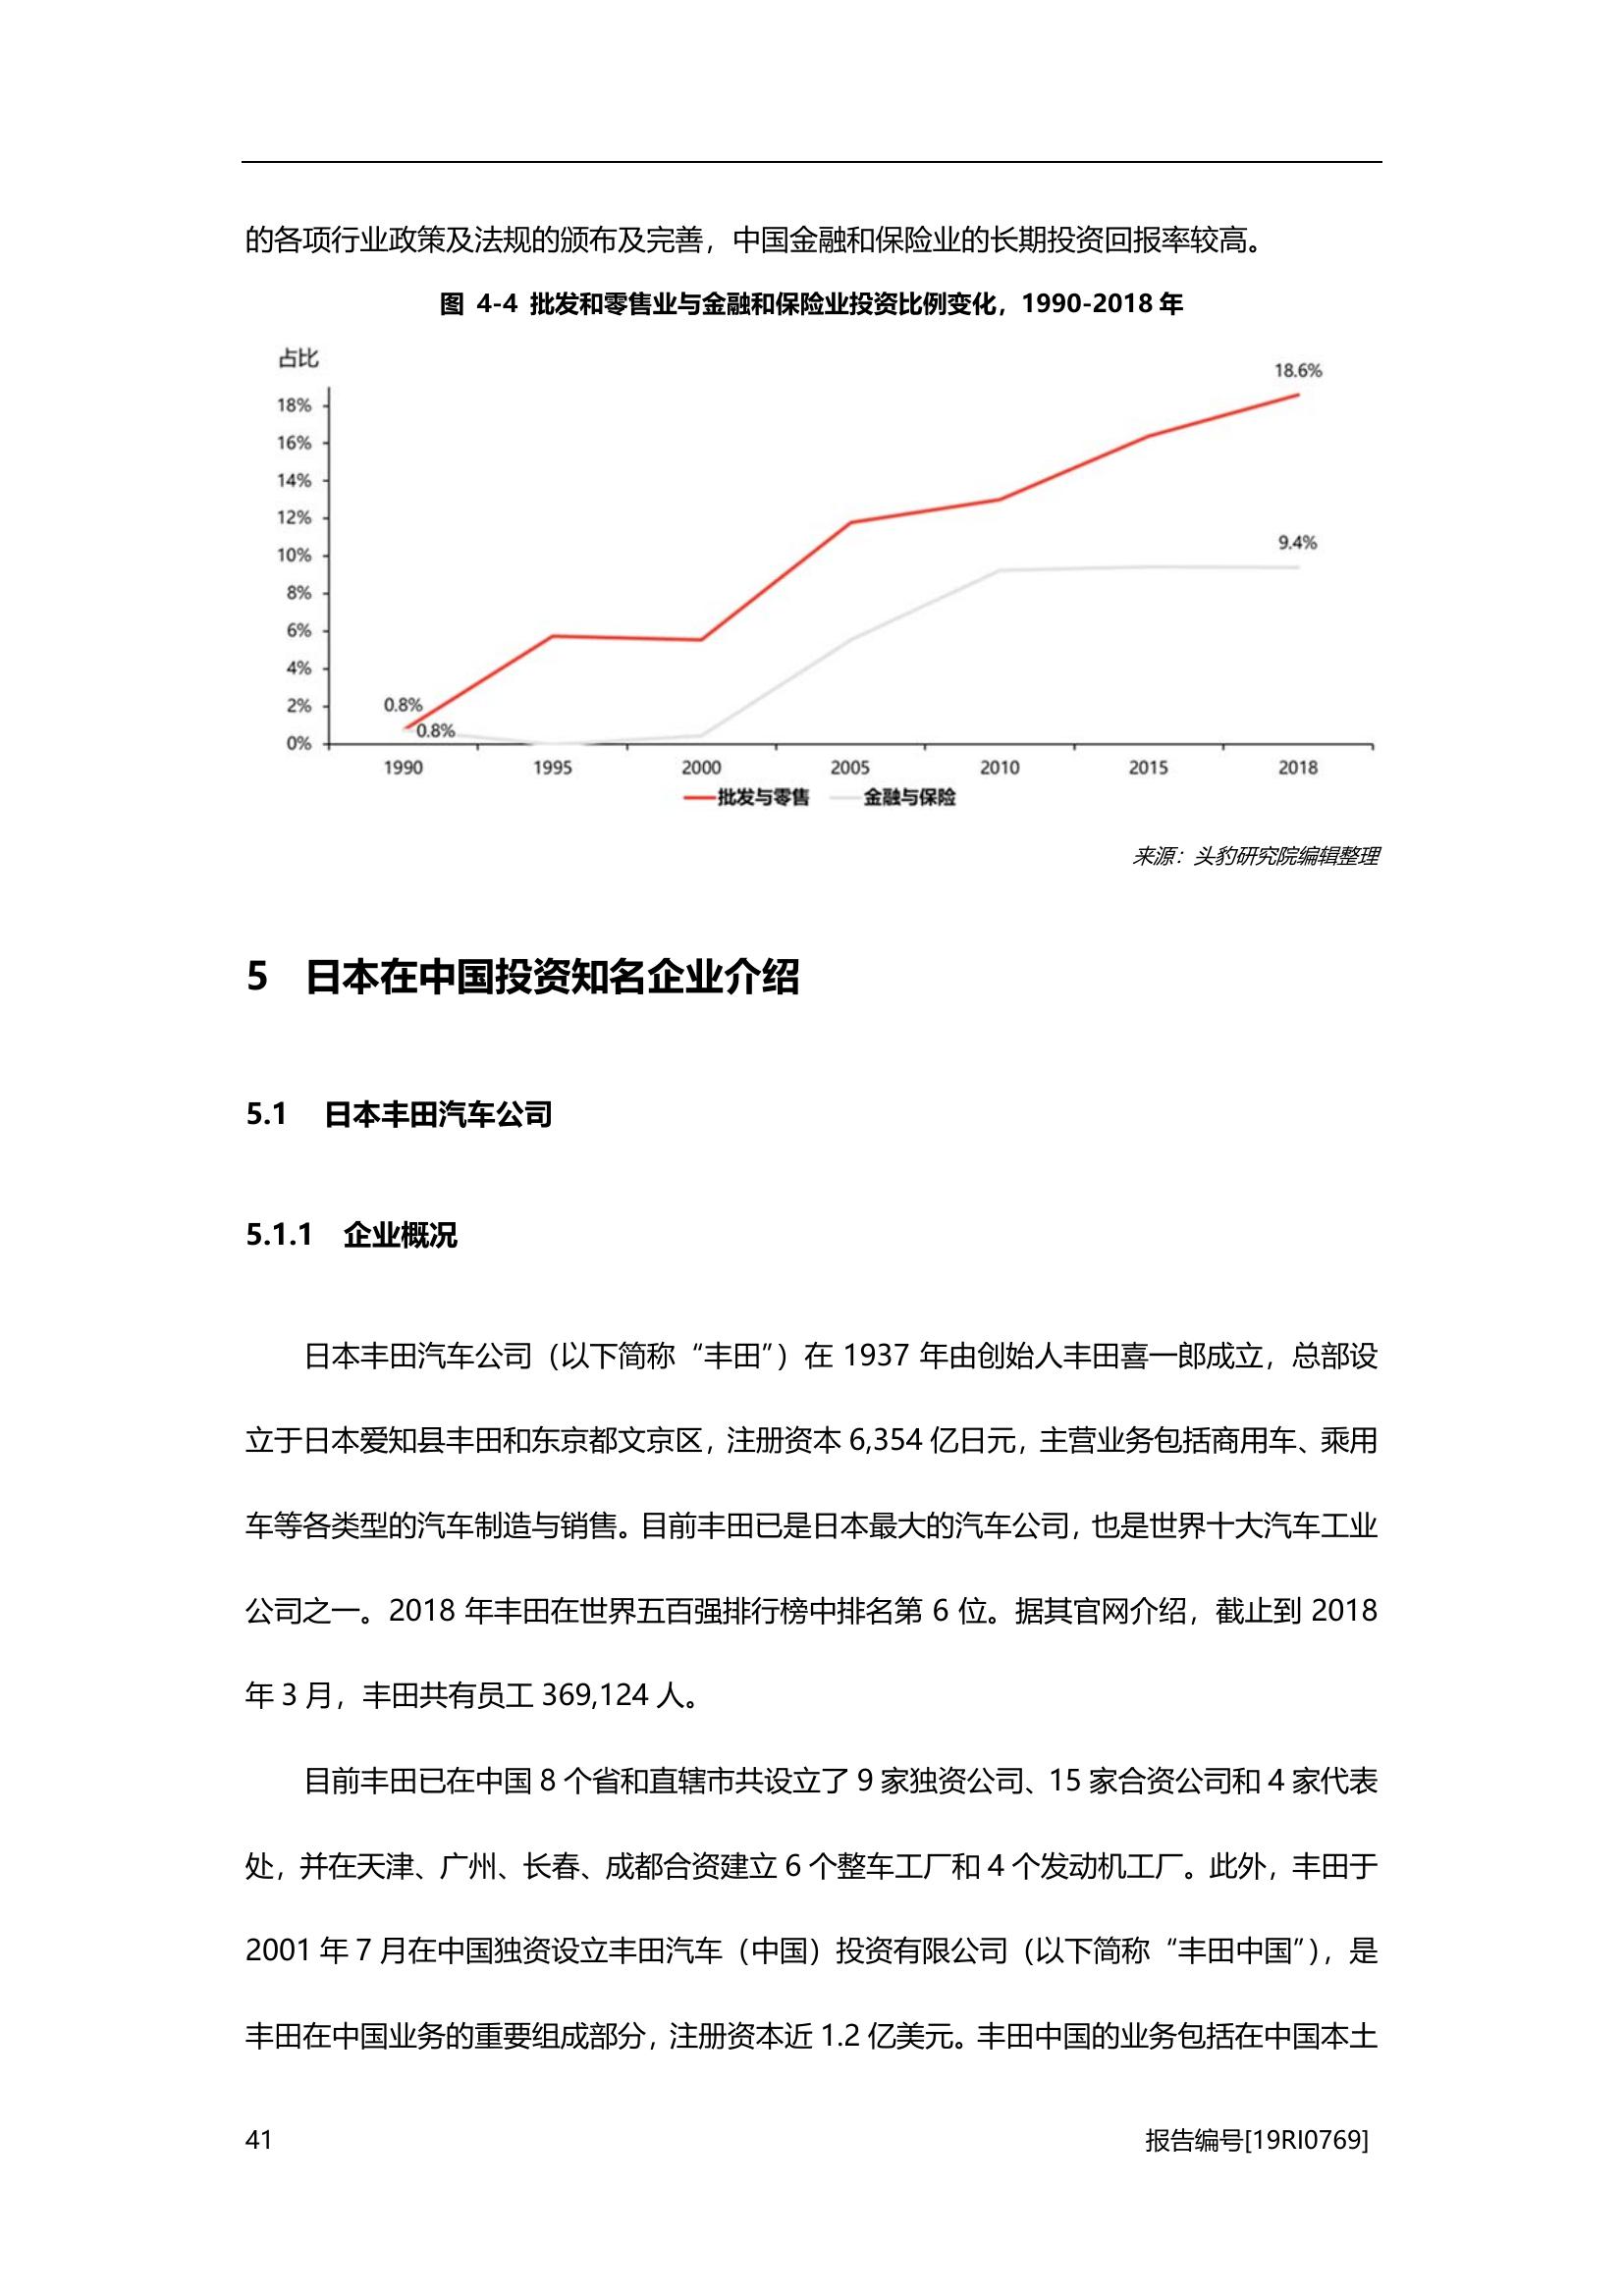 的各项行业政策及法规的颁布及完善，中国金融和保险业的长期投资回报率较高。
图 4-4 批发和零售业与金融和保险业投资比例变化，1990-2018 年
占比
18.6%
18%
16%
14%
12%
10%
9.4%
8%
6%
4%
2%
0.8%
0.8%
0%
1990 1995 2000 2005 2010 2015 2018
批发与零售 金融与保险
来源：头豹研究院编辑整理
5 日本在中国投资知名企业介绍
5.1 日本丰田汽车公司
5.1.1 企业概况
日本丰田汽车公司（以下简称“丰田”）在 1937 年由创始人丰田喜一郎成立，总部设
立于日本爱知县丰田和东京都文京区，注册资本 6,354 亿日元，主营业务包括商用车、乘用
车等各类型的汽车制造与销售。目前丰田已是日本最大的汽车公司，也是世界十大汽车工业
公司之一。2018 年丰田在世界五百强排行榜中排名第 6 位。据其官网介绍，截止到 2018
年 3 月，丰田共有员工 369,124 人。
目前丰田已在中国 8 个省和直辖市共设立了 9 家独资公司、15 家合资公司和 4 家代表
处，并在天津、广州、长春、成都合资建立 6 个整车工厂和 4 个发动机工厂。此外，丰田于
2001 年 7 月在中国独资设立丰田汽车（中国）投资有限公司（以下简称“丰田中国”），是
丰田在中国业务的重要组成部分，注册资本近 1.2 亿美元。丰田中国的业务包括在中国本土
41 报告编号[19RI0769]